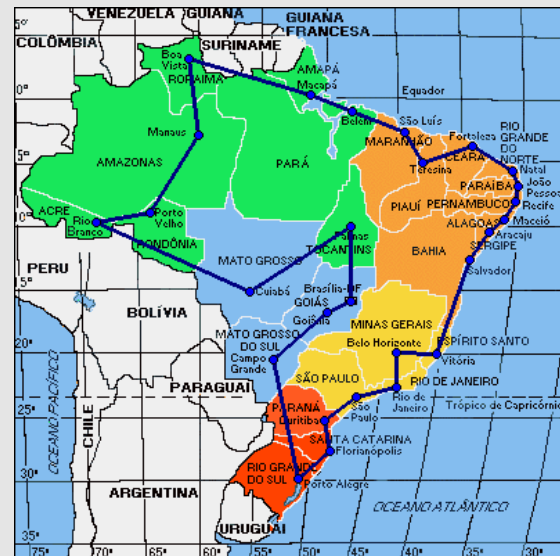 VENEZUELA
GUIANA
GUIANA
FRANCESA
COLÔMBIA
SURINAME
Boa
Vista
RORAIMA
AMAPÁ
Macapá
Equador
5°
0°
Belém
São Luís
RIO
GRANDE
DO
NORTE
Manaus
MARANHÃO
Fortaleza
CEARÁ
AMAZONAS
PARÁ
Teresina
Natal
5°
PARAÍBA
João
Pessoa
ACRE
Rio
Branco
Porto
Velho
PIAUÍ
PERNAMBUCO
Recife
10°
RONDÔNIA
Palmas
TOCANTINS
ALAGOAS
Maceió
SERGIPE
Aracaju
MATO GROSSO
BAHIA
PERU
Cuiabá
Brasília-DF
Salvador
15°
BOLÍVIA
GOIÁS
Goiânia
MINAS GERAIS
MATO GROSSO
DO SUL
Campo
Grande
Belo Horizonte
ESPÍRITO SANTO
Vitória
20°
OCEANO PACÍFICO
CHILE
PARAGUAI
SÃO PAULO
RIO DE JANEIRO
São
Paulo
Rio de
Janeiro
Trópico de Capricórnio
25°
PARANÁ
Curitiba
SANTA CATARINA
Florianópolis
RIO GRANDE
DO SUL
30°
Porto Alegre
ARGENTINA
OCEANO ATLÂNTICO
URUGUAI
35°
75°
70°
65°
60°
55°
50°
45°
40°
35°
30°